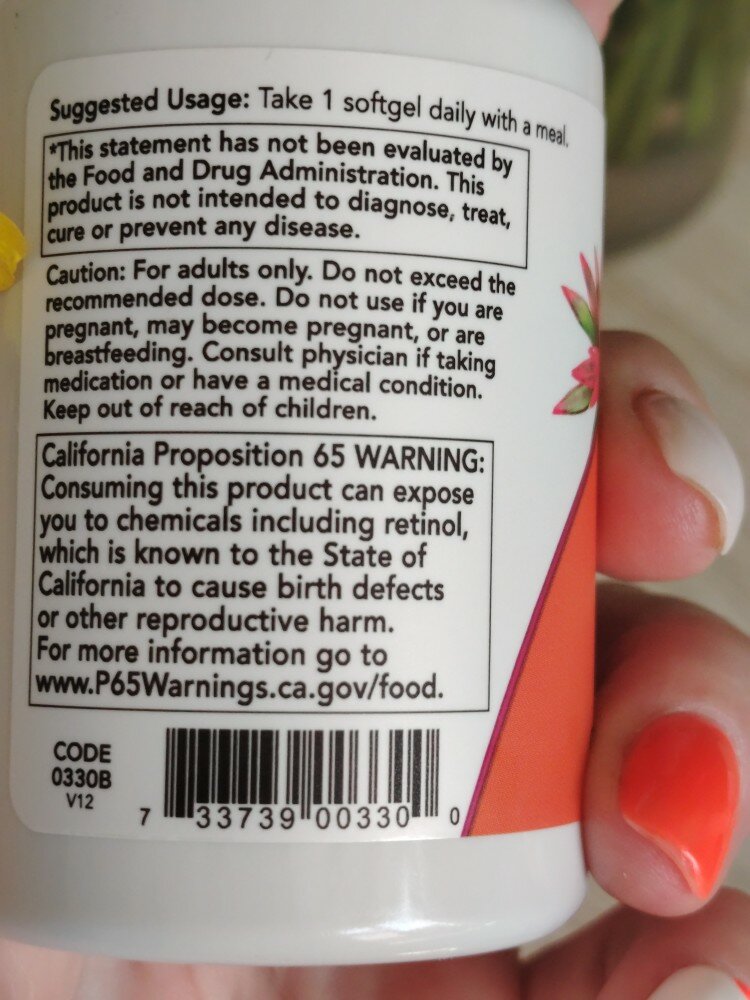 Suggested Usage: Take 1 softgel daily with a meal.
*This statement has not been evaluated by
the Food and Drug Administration. This
product is not intended to diagnose, treat,
cure or prevent any disease.
Caution: For adults only. Do not exceed the
recommended dose. Do not use if you are
pregnant, may become pregnant, or are
breastfeeding. Consult physician if taking
medication or have a medical condition.
Keep out of reach of children.
California Proposition 65 WARNING:
Consuming this product can expose
you to chemicals including retinol,
which is known to the State of
California to cause birth defects
or other reproductive harm.
For more information go to
www.P65Warnings.ca.gov/food.
CODE
0330B
V12
7 33739 00330 0